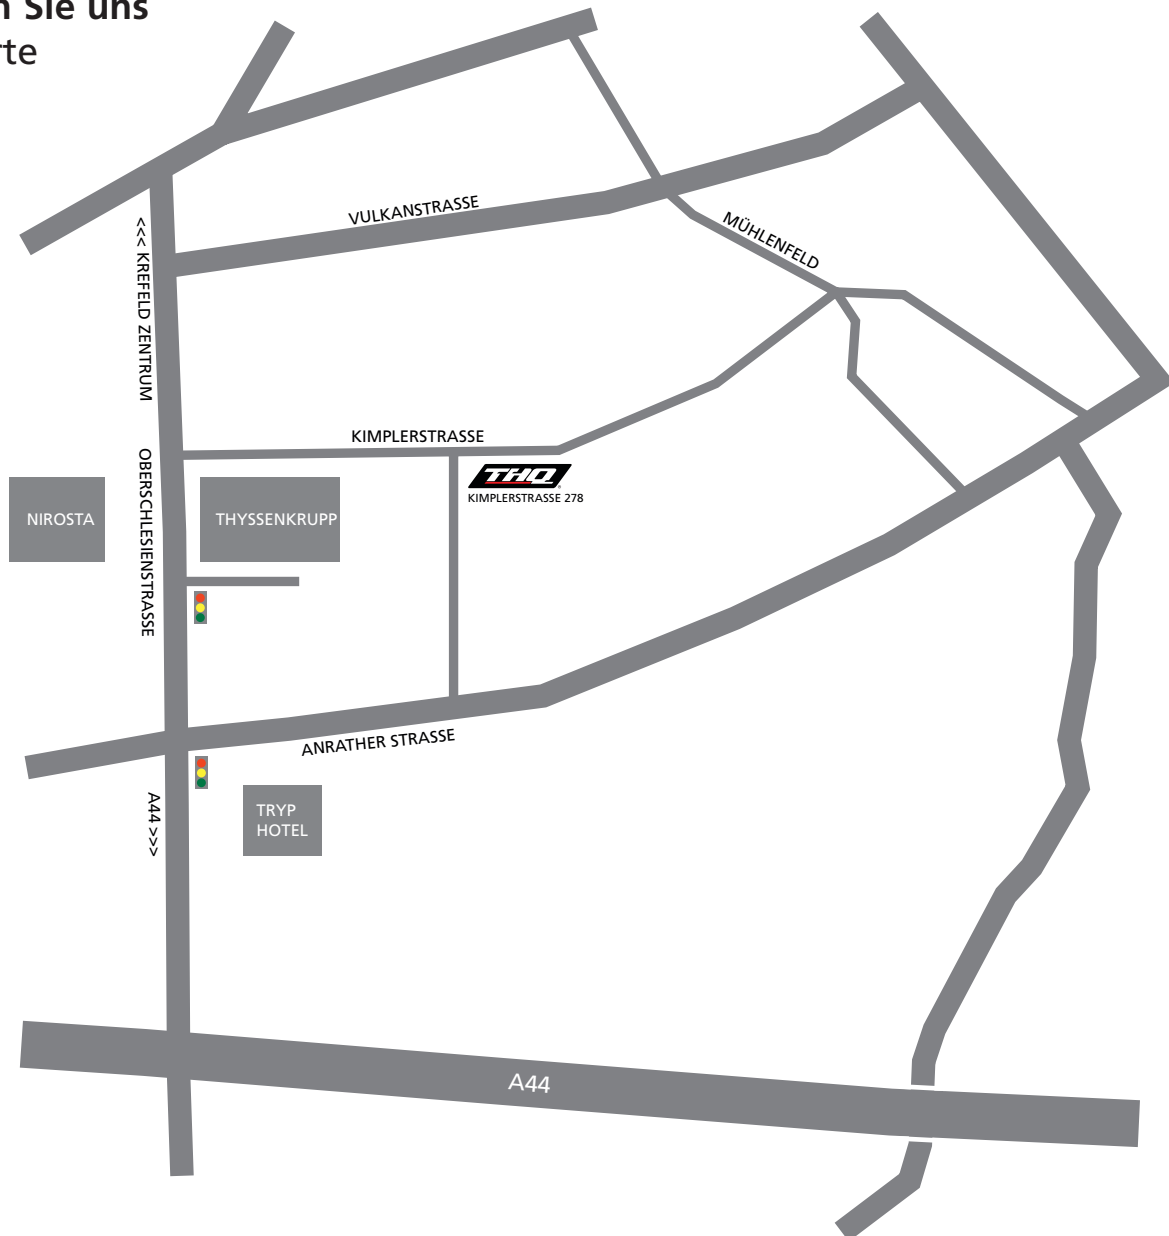 n Sie uns
rte
VULKANSTRASSE
MÜHLENFELD
<<< KREFELD ZENTRUM
KIMPLERSTRASSE
THQ
KIMPLERSTRASSE 278
OBERSCHLESIENSTRASSE
NIROSTA
THYSSENKRUPP
ANRATHER STRASSE
A44 >>>
TRYP
HOTEL
A44